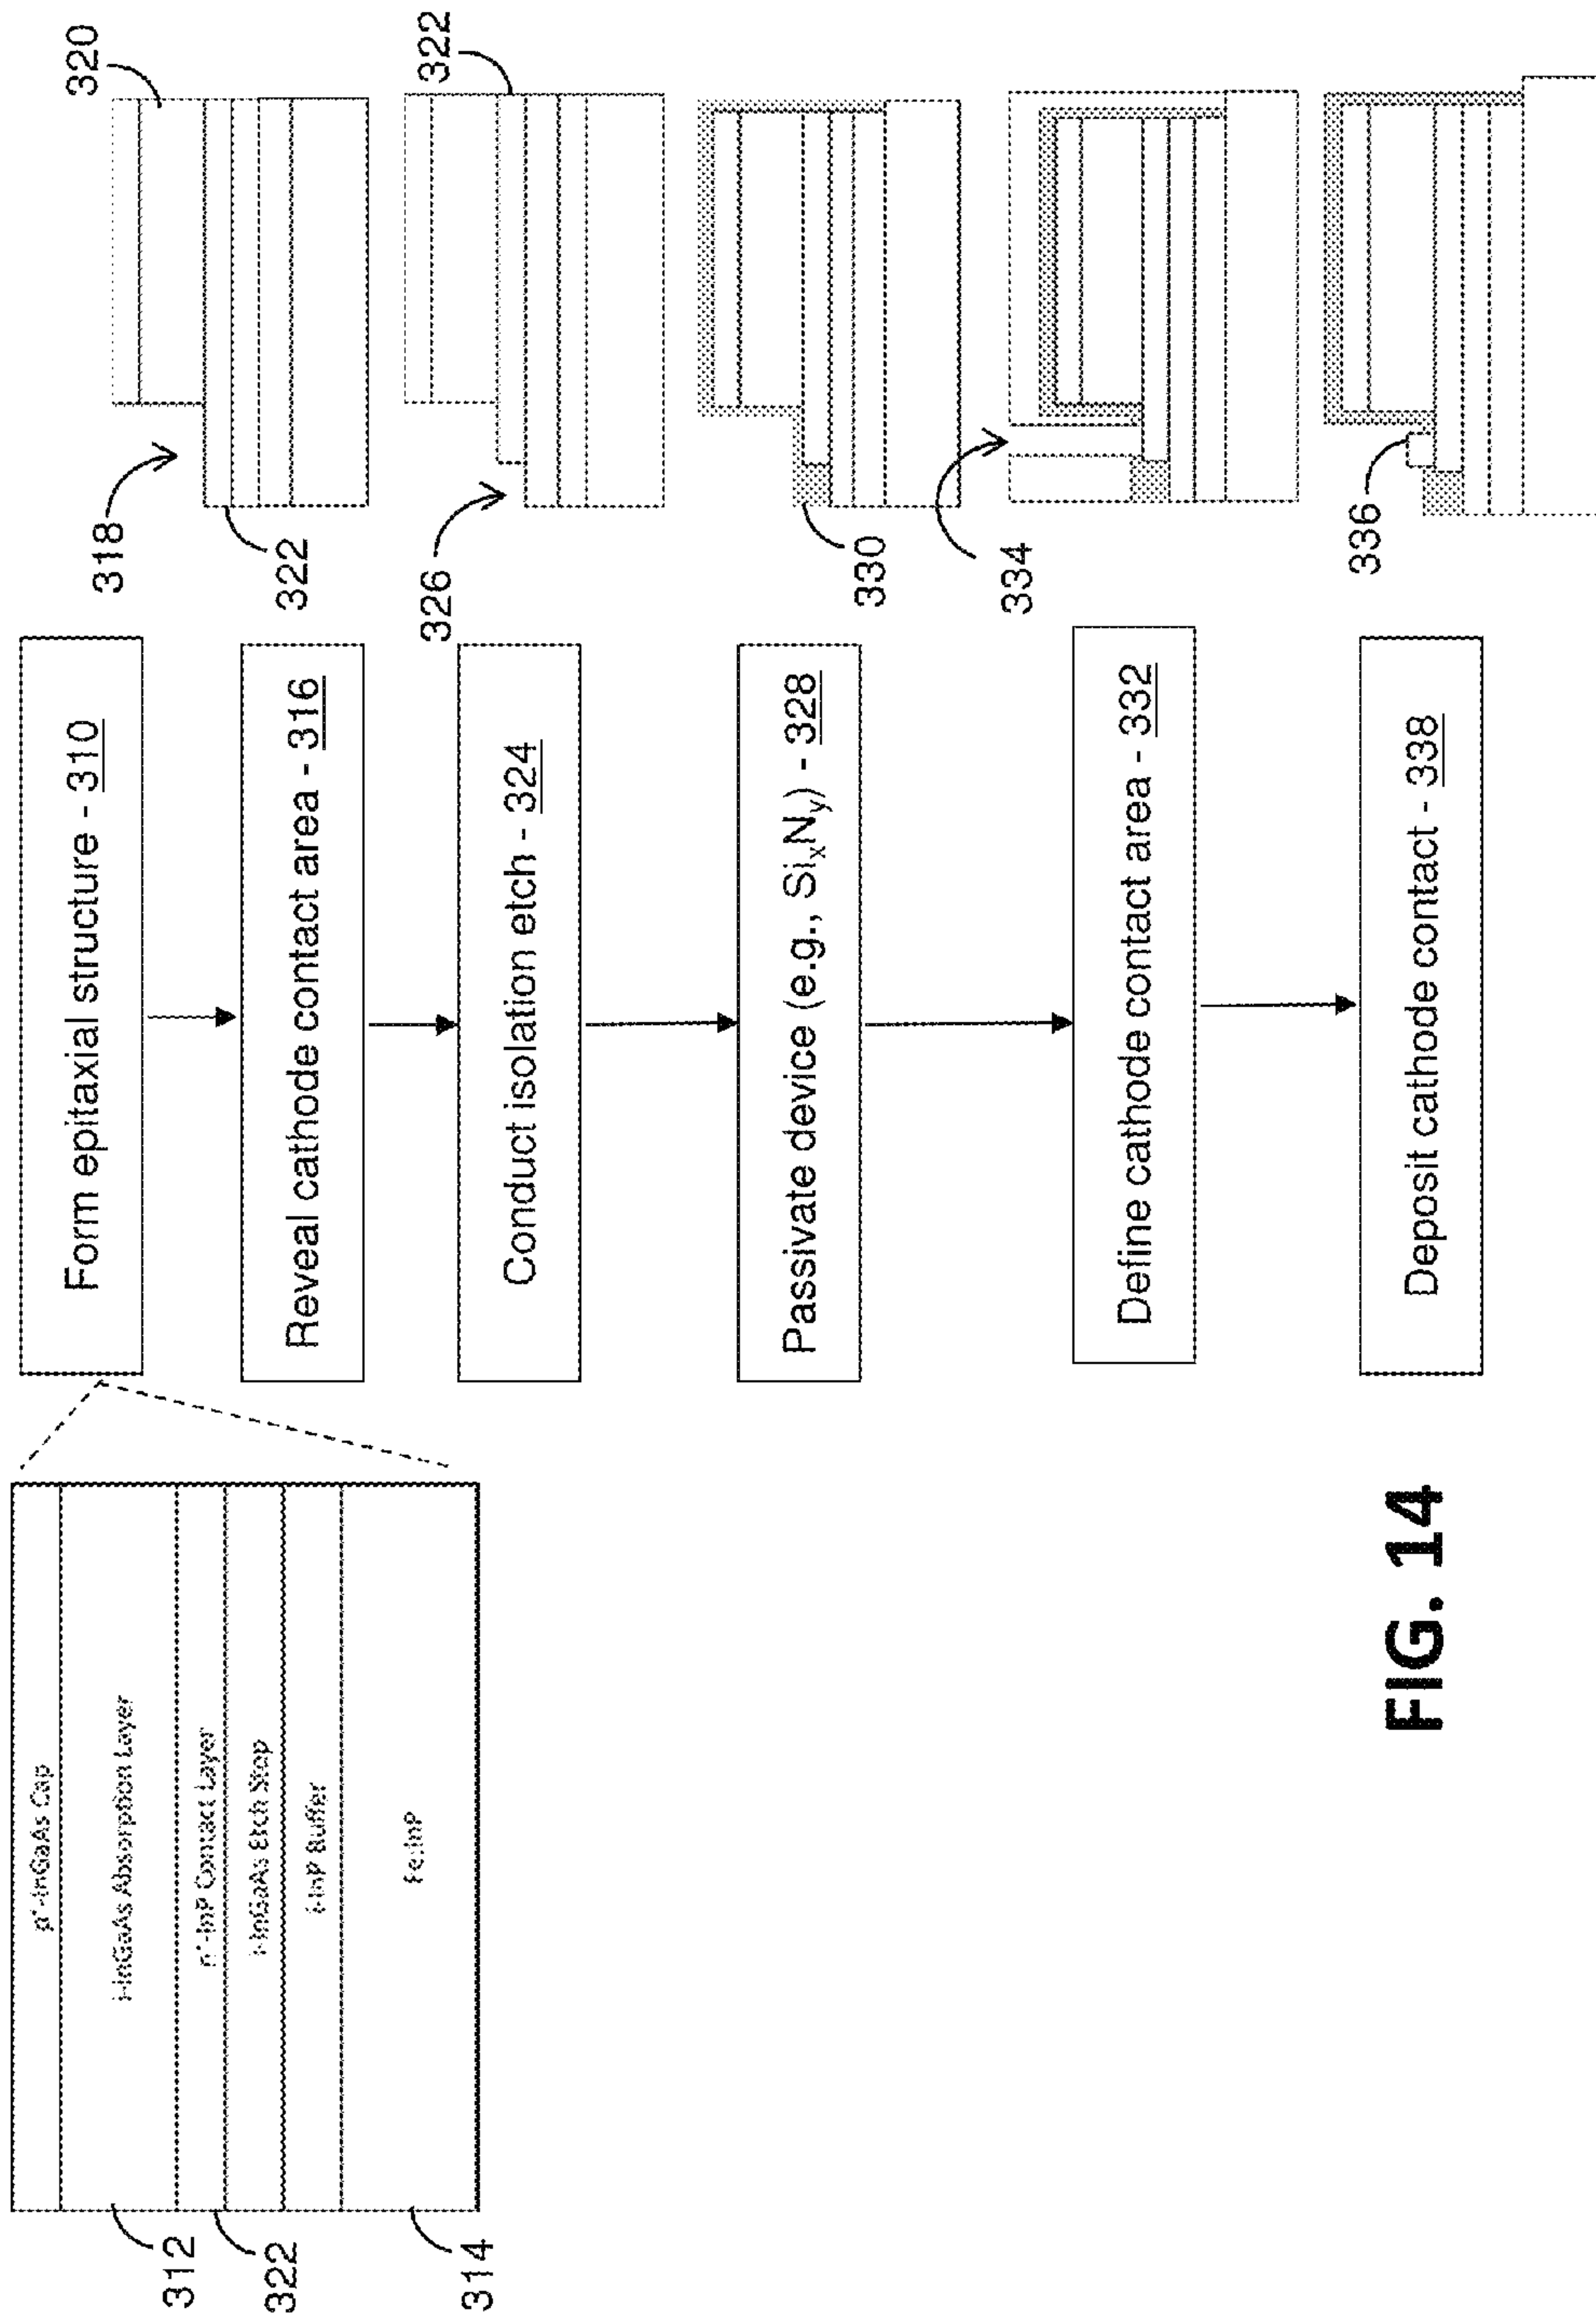 p⁺-InGaAs Cap
i-InGaAs Absorption Layer
n⁺-InP Contact Layer
i-InGaAs Etch Stop
i-InP Buffer
Fe:InP
312
322
314
Form epitaxial structure - 310
Reveal cathode contact area - 316
318
320
322
Conduct isolation etch - 324
326
322
Passivate device (e.g., SiₓNᵧ) - 328
330
Define cathode contact area - 332
334
Deposit cathode contact - 338
336
FIG. 14